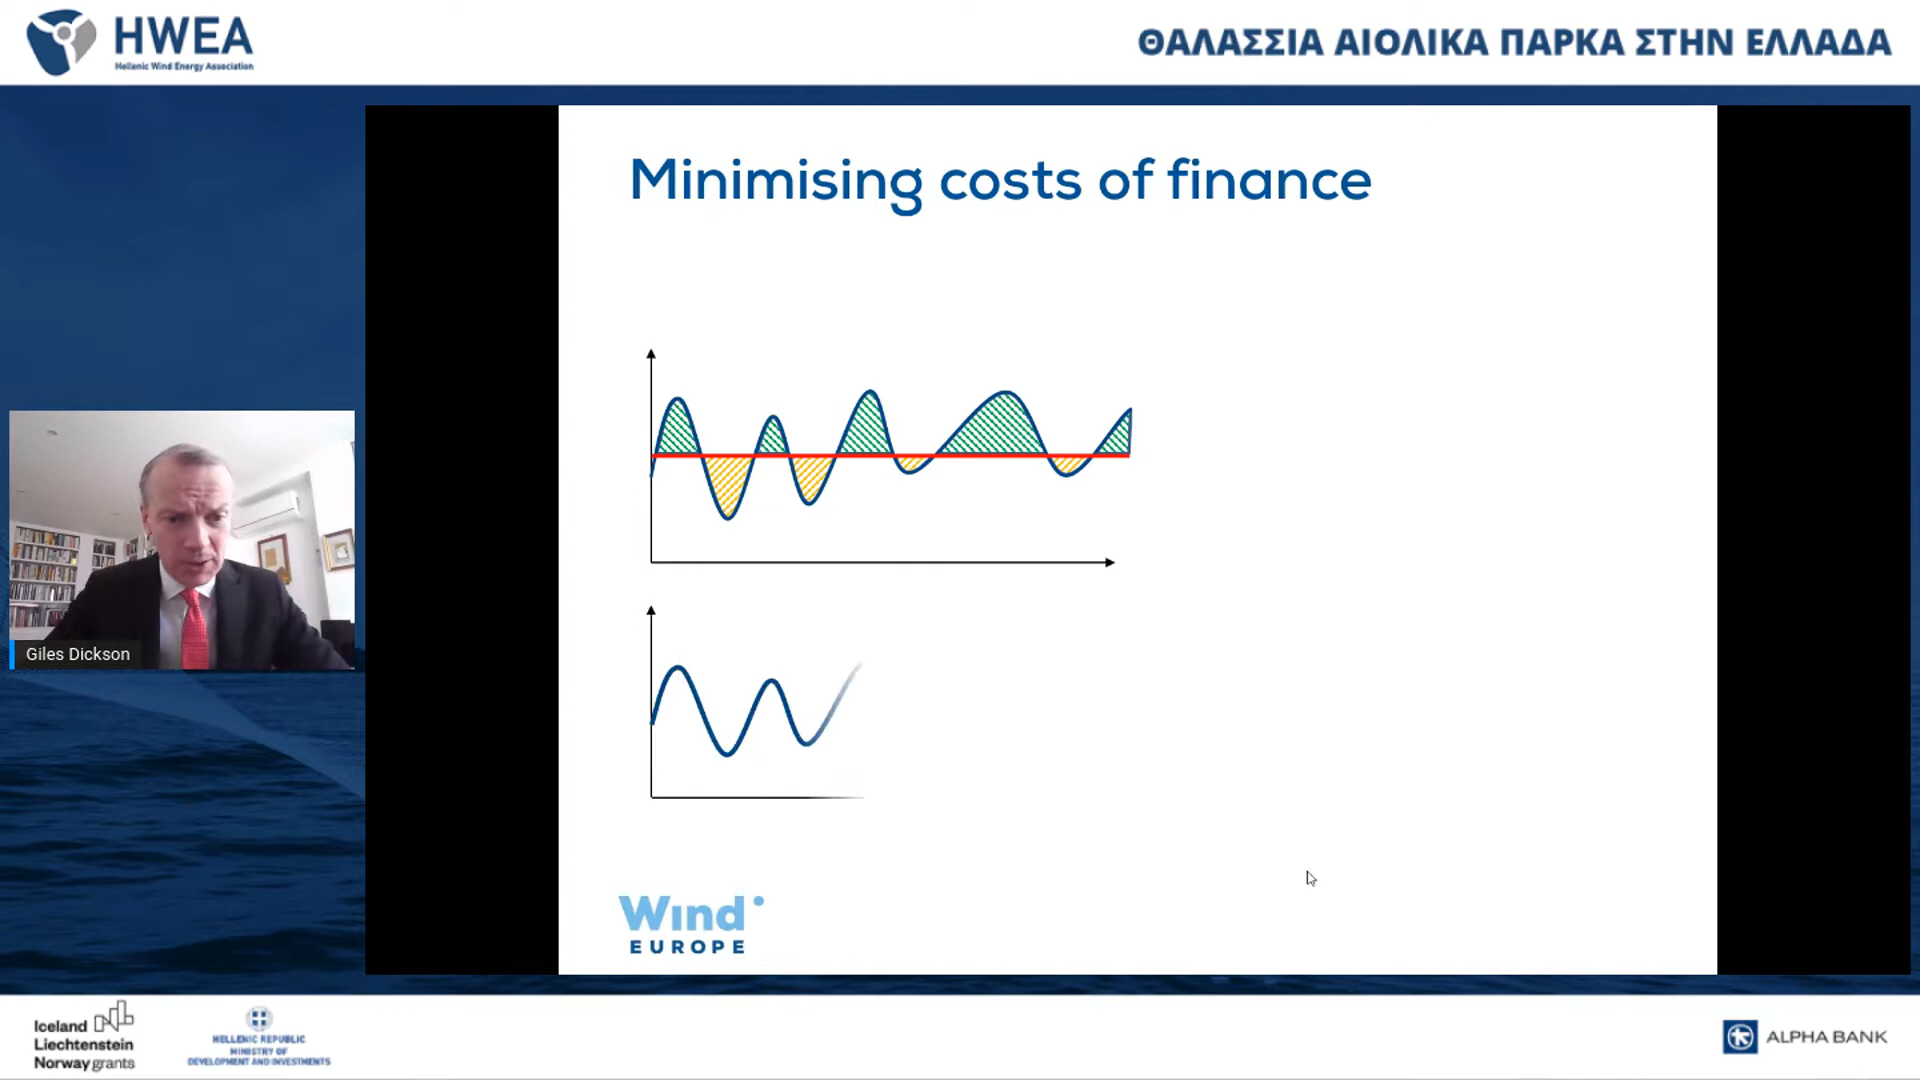 HWEA
Hellenic Wind Energy Association
ΘΑΛΑΣΣΙΑ ΑΙΟΛΙΚΑ ΠΑΡΚΑ ΣΤΗΝ ΕΛΛΑΔΑ
Minimising costs of finance
Giles Dickson
Wind
EUROPE
Iceland
Liechtenstein
Norway grants
HELLENIC REPUBLIC
MINISTRY OF
DEVELOPMENT AND INVESTMENTS
ALPHA BANK